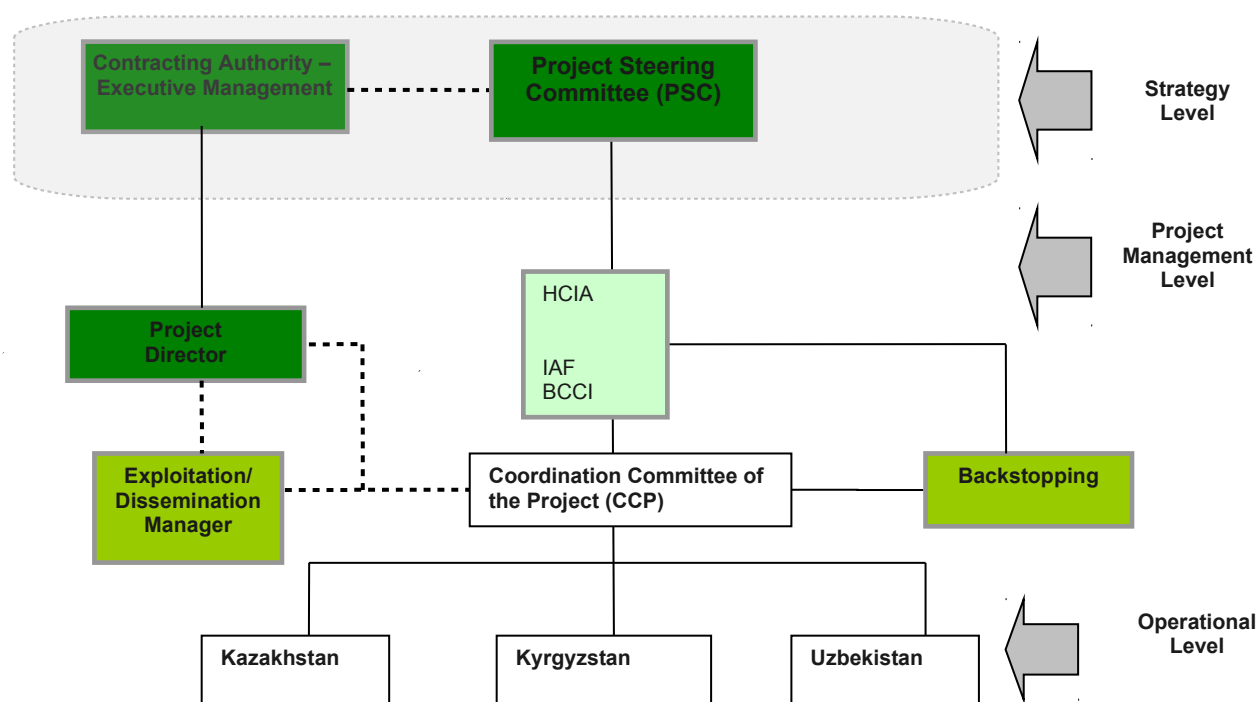 Contracting Authority –
Executive Management
Project Steering
Committee (PSC)
Strategy
Level
Project
Management
Level
HCIA
IAF
BCCI
Project
Director
Exploitation/
Dissemination
Manager
Coordination Committee of
the Project (CCP)
Backstopping
Kazakhstan
Kyrgyzstan
Uzbekistan
Operational
Level